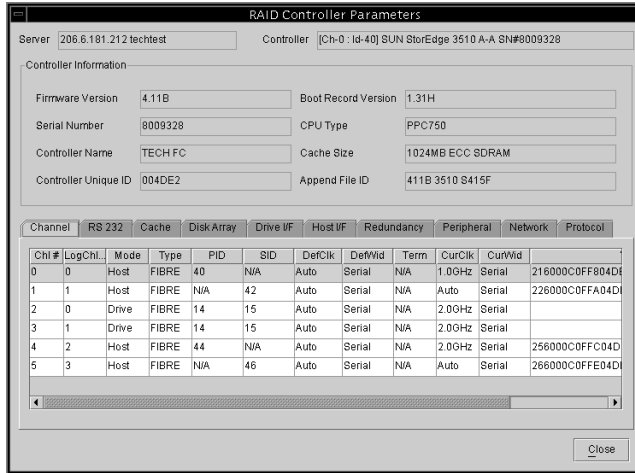 RAID Controller Parameters
Server 206.6.181.212 techtest Controller [Ch-0 : Id-40] SUN StorEdge 3510 A-A SN#8009328
Controller Information
Firmware Version 4.11B Boot Record Version 1.31H
Serial Number 8009328 CPU Type PPC750
Controller Name TECH FC Cache Size 1024MB ECC SDRAM
Controller Unique ID 004DE2 Append File ID 411B 3510 S415F
Channel RS 232 Cache Disk Array Drive I/F Host I/F Redundancy Peripheral Network Protocol
Chl # LogChl... Mode Type PID SID DefClk DefWid Term CurClk CurWid
0 0 Host FIBRE 40 N/A Auto Serial N/A 1.0GHz Serial 216000C0FF804DE
1 1 Host FIBRE N/A 42 Auto Serial N/A Auto Serial 226000C0FFA04DE
2 0 Drive FIBRE 14 15 Auto Serial N/A 2.0GHz Serial
3 1 Drive FIBRE 14 15 Auto Serial N/A 2.0GHz Serial
4 2 Host FIBRE 44 N/A Auto Serial N/A 2.0GHz Serial 256000C0FFC04D
5 3 Host FIBRE N/A 46 Auto Serial N/A Auto Serial 266000C0FFE04DE
Close